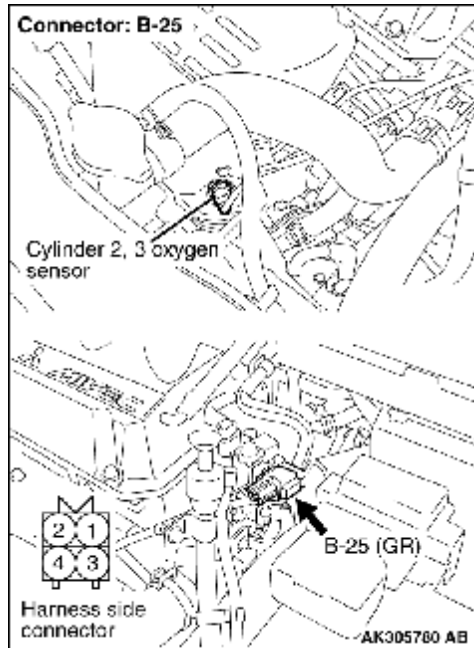 Connector: B-25
Cylinder 2, 3 oxygen
sensor
B-25 (GR)
2 1
4 3
Harness side
connector
AK305780 AB